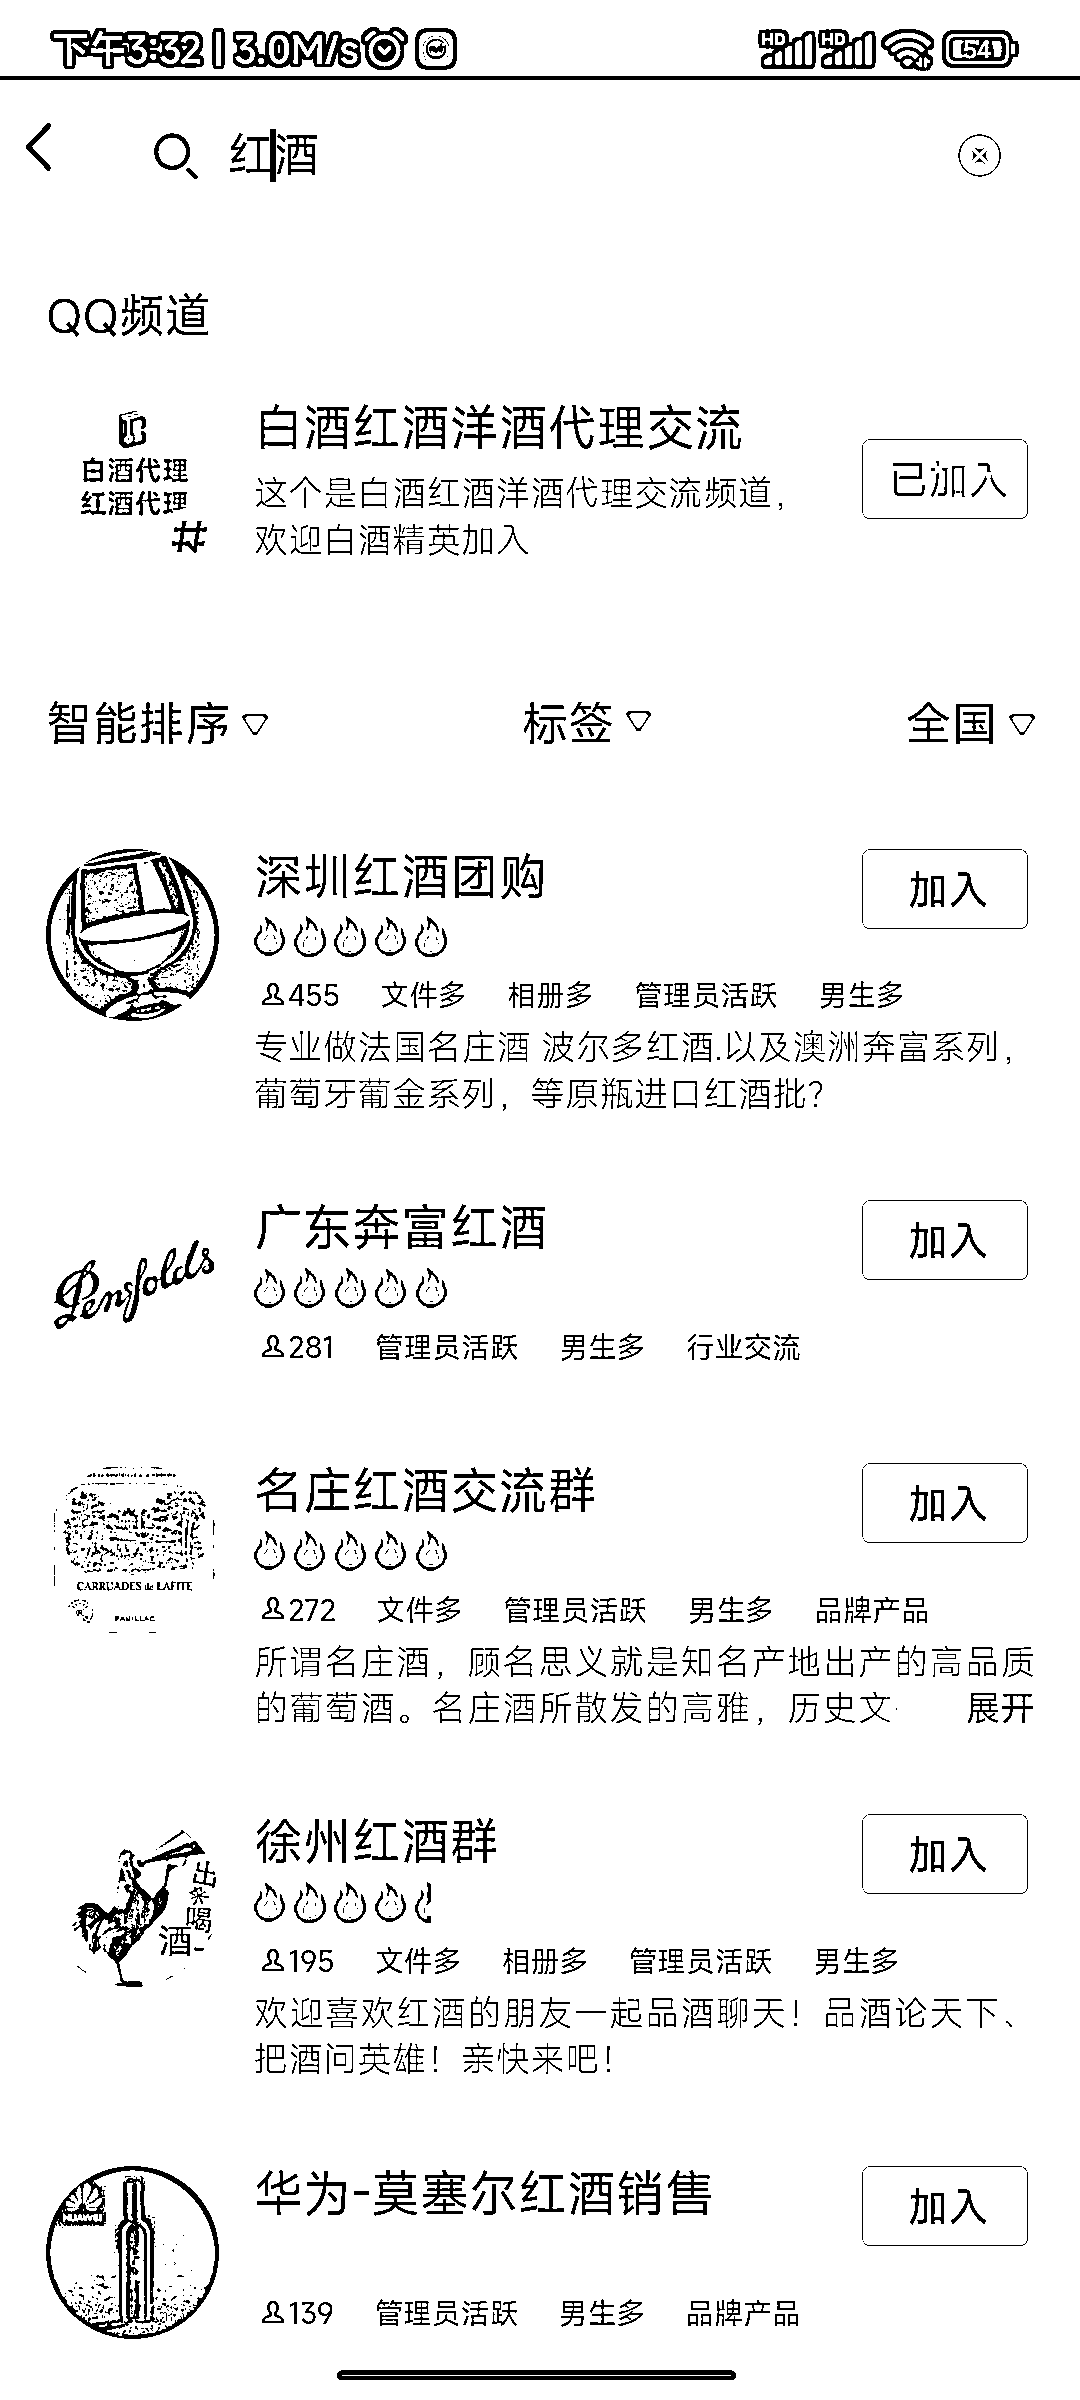 下午3:32 | 3.0M/s
HD HD 54
红酒
QQ频道
白酒代理
红酒代理
#
白酒红酒洋酒代理交流
这个是白酒红酒洋酒代理交流频道，
欢迎白酒精英加入
已加入
智能排序 标签 全国
深圳红酒团购
加入
455 文件多 相册多 管理员活跃 男生多
专业做法国名庄酒 波尔多红酒.以及澳洲奔富系列，
葡萄牙葡金系列，等原瓶进口红酒批？
Penfolds
广东奔富红酒
加入
281 管理员活跃 男生多 行业交流
CARRUADES de LAFITE
PAUILLAC
名庄红酒交流群
加入
272 文件多 管理员活跃 男生多 品牌产品
所谓名庄酒，顾名思义就是知名产地出产的高品质
的葡萄酒。名庄酒所散发的高雅，历史文 展开
出来喝
酒
徐州红酒群
加入
195 文件多 相册多 管理员活跃 男生多
欢迎喜欢红酒的朋友一起品酒聊天！品酒论天下、
把酒问英雄！亲快来吧！
HUAWEI
华为-莫塞尔红酒销售
加入
139 管理员活跃 男生多 品牌产品